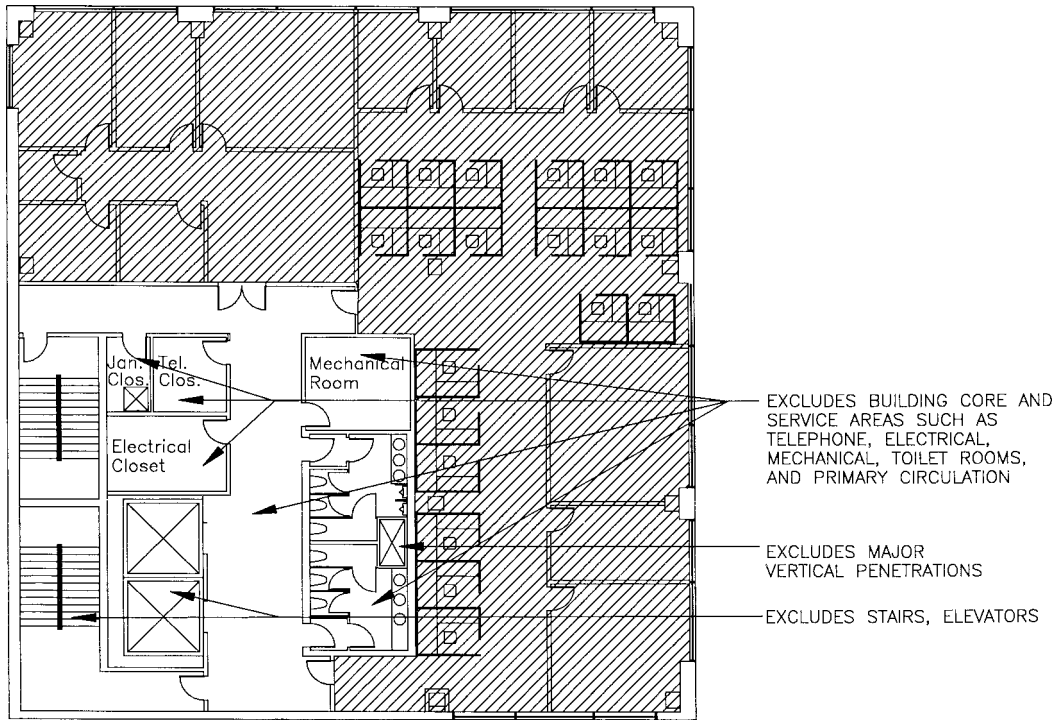 Jan.
Clos.
Tel.
Clos.
Mechanical
Room
Electrical
Closet
EXCLUDES BUILDING CORE AND
SERVICE AREAS SUCH AS
TELEPHONE, ELECTRICAL,
MECHANICAL, TOILET ROOMS,
AND PRIMARY CIRCULATION
EXCLUDES MAJOR
VERTICAL PENETRATIONS
EXCLUDES STAIRS, ELEVATORS